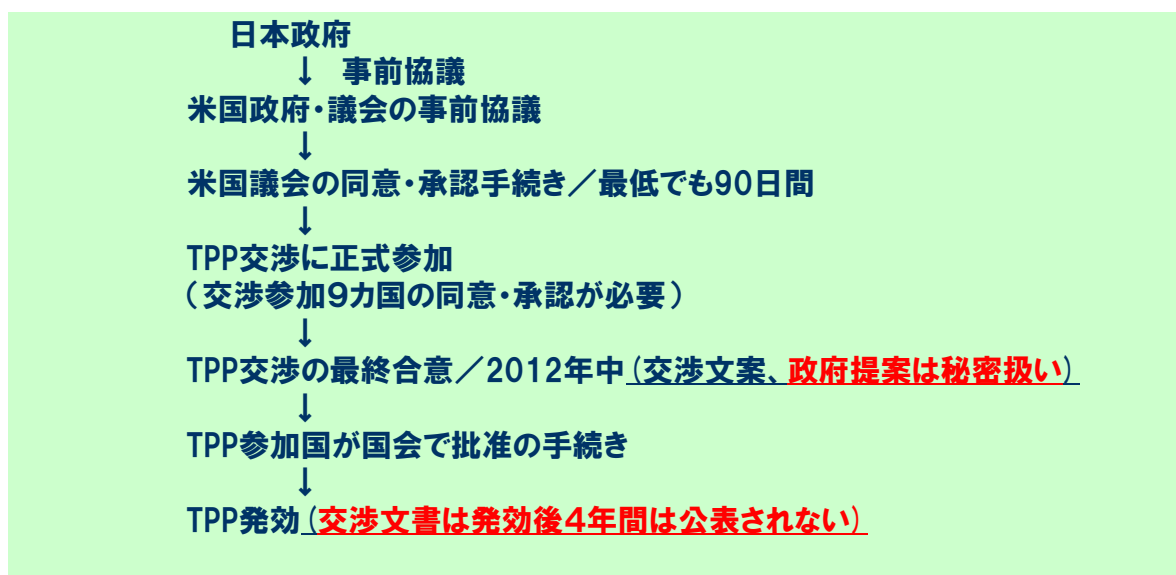 日本政府
↓ 事前協議
米国政府・議会の事前協議
↓
米国議会の同意・承認手続き／最低でも90日間
↓
TPP交渉に正式参加
（交渉参加9カ国の同意・承認が必要）
↓
TPP交渉の最終合意／2012年中（交渉文案、政府提案は秘密扱い）
↓
TPP参加国が国会で批准の手続き
↓
TPP発効（交渉文書は発効後4年間は公表されない）